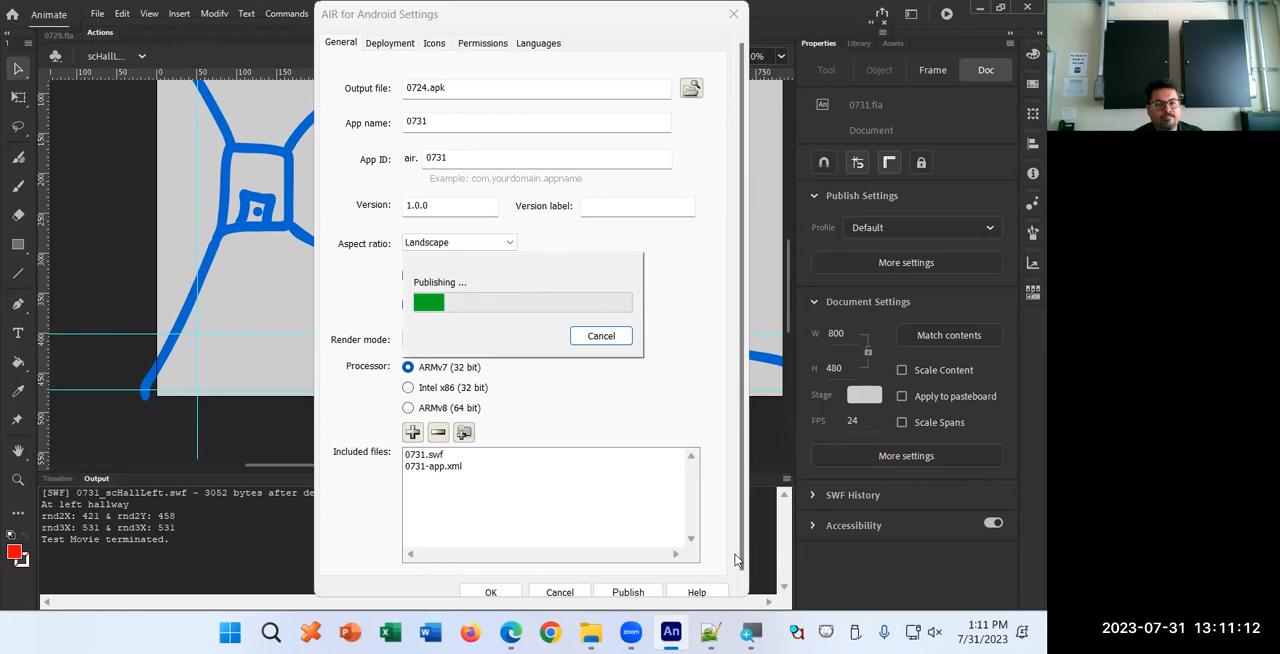 Animate
File Edit View Insert Modify Text Commands
0729.fla
Actions
scHallL
AIR for Android Settings
General Deployment Icons Permissions Languages
Output file: 0724.apk
App name: 0731
App ID: air. 0731
Example: com.yourdomain.appname
Version: 1.0.0 Version label:
Aspect ratio: Landscape
Publishing ...
Cancel
Render mode:
Processor: ARMv7 (32 bit)
Intel x86 (32 bit)
ARMv8 (64 bit)
Included files: 0731.swf
0731-app.xml
OK Cancel Publish Help
Timeline Output
[SWF] 0731_scHallLeft.swf - 3052 bytes after de
At left hallway
rnd2X: 421 & rnd2Y: 458
rnd3X: 531 & rnd3X: 531
Test Movie terminated.
Properties Library Assets
Tool Object Frame Doc
0731.fla
Document
Publish Settings
Profile Default
More settings
Document Settings
W 800 Match contents
H 480 Scale Content
Stage Apply to pasteboard
FPS 24 Scale Spans
More settings
SWF History
Accessibility
1:11 PM
7/31/2023
2023-07-31 13:11:12